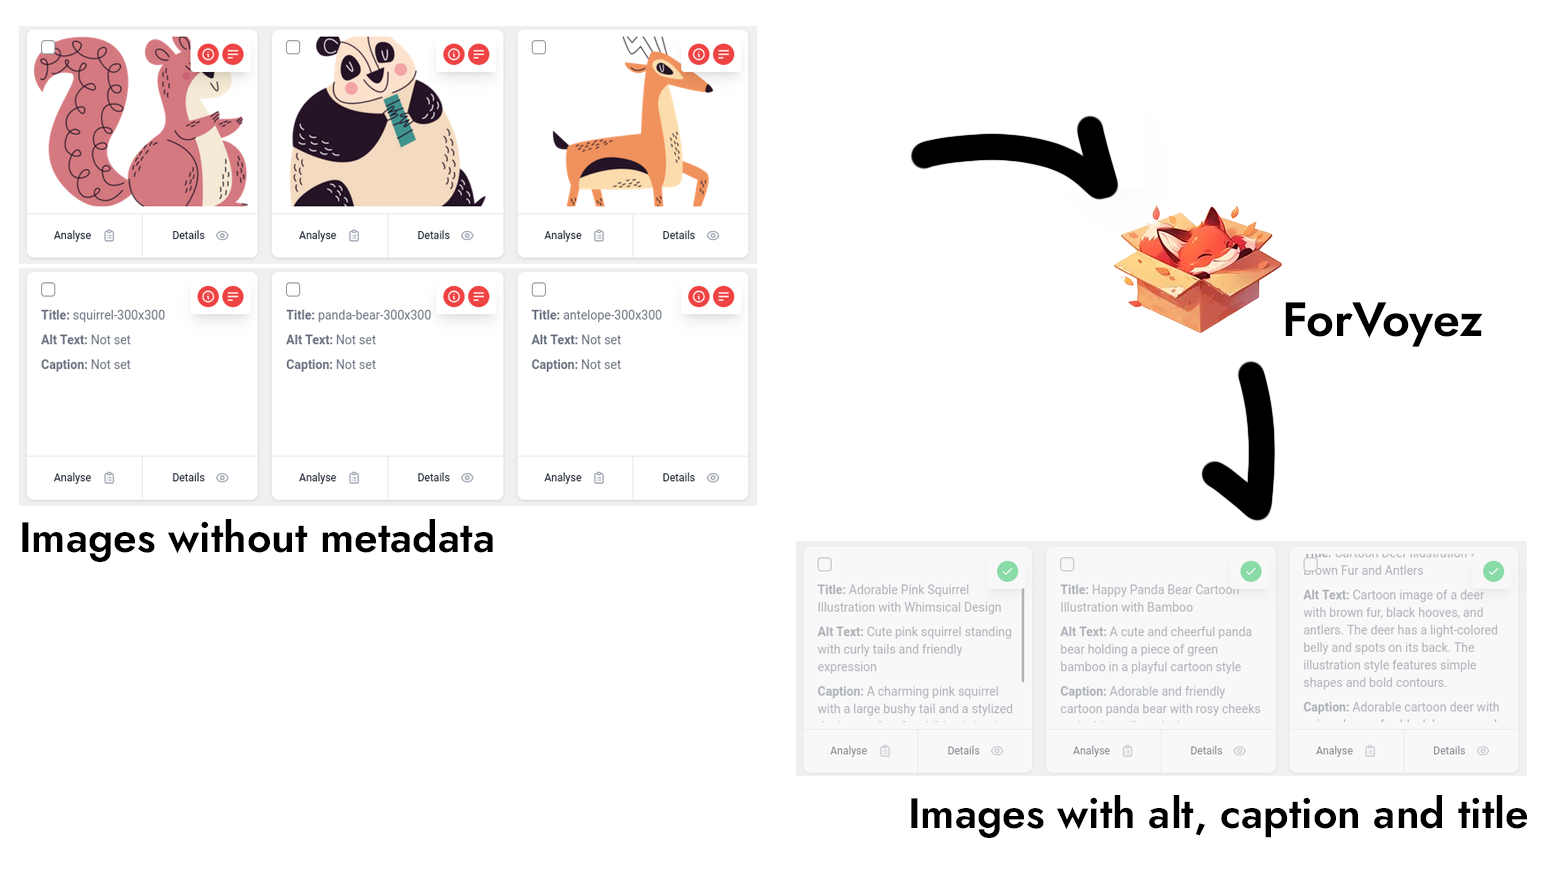 Analyse
Details
Analyse
Details
Analyse
Details
Title: squirrel-300x300
Alt Text: Not set
Caption: Not set
Analyse
Details
Title: panda-bear-300x300
Alt Text: Not set
Caption: Not set
Analyse
Details
Title: antelope-300x300
Alt Text: Not set
Caption: Not set
Analyse
Details
Images without metadata
ForVoyez
Title: Adorable Pink Squirrel
Illustration with Whimsical Design
Alt Text: Cute pink squirrel standing
with curly tails and friendly
expression
Caption: A charming pink squirrel
with a large bushy tail and a stylized
Analyse
Details
Title: Happy Panda Bear Cartoon
Illustration with Bamboo
Alt Text: A cute and cheerful panda
bear holding a piece of green
bamboo in a playful cartoon style
Caption: Adorable and friendly
cartoon panda bear with rosy cheeks
Analyse
Details
Title: Cartoon Deer Illustration
Brown Fur and Antlers
Alt Text: Cartoon image of a deer
with brown fur, black hooves, and
antlers. The deer has a light-colored
belly and spots on its back. The
illustration style features simple
shapes and bold contours.
Caption: Adorable cartoon deer with
Analyse
Details
Images with alt, caption and title